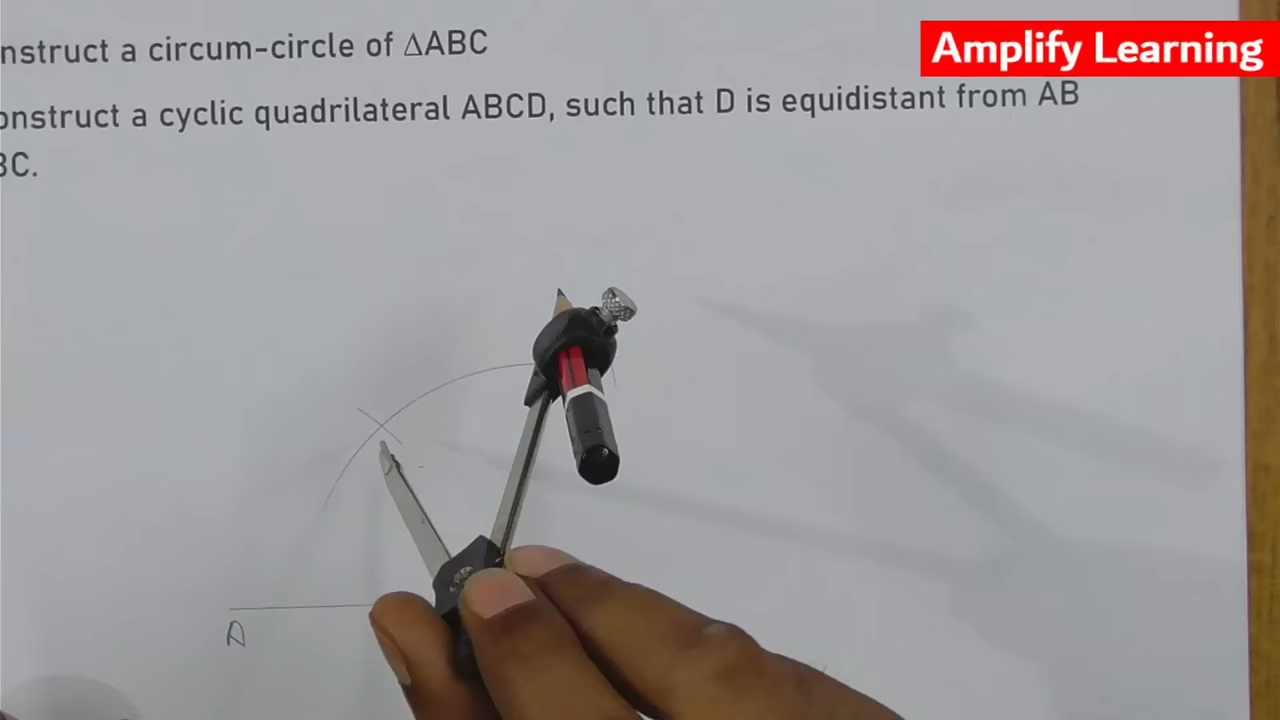 Amplify Learning
nstruct a circum-circle of ΔABC
onstruct a cyclic quadrilateral ABCD, such that D is equidistant from AB
BC.
A